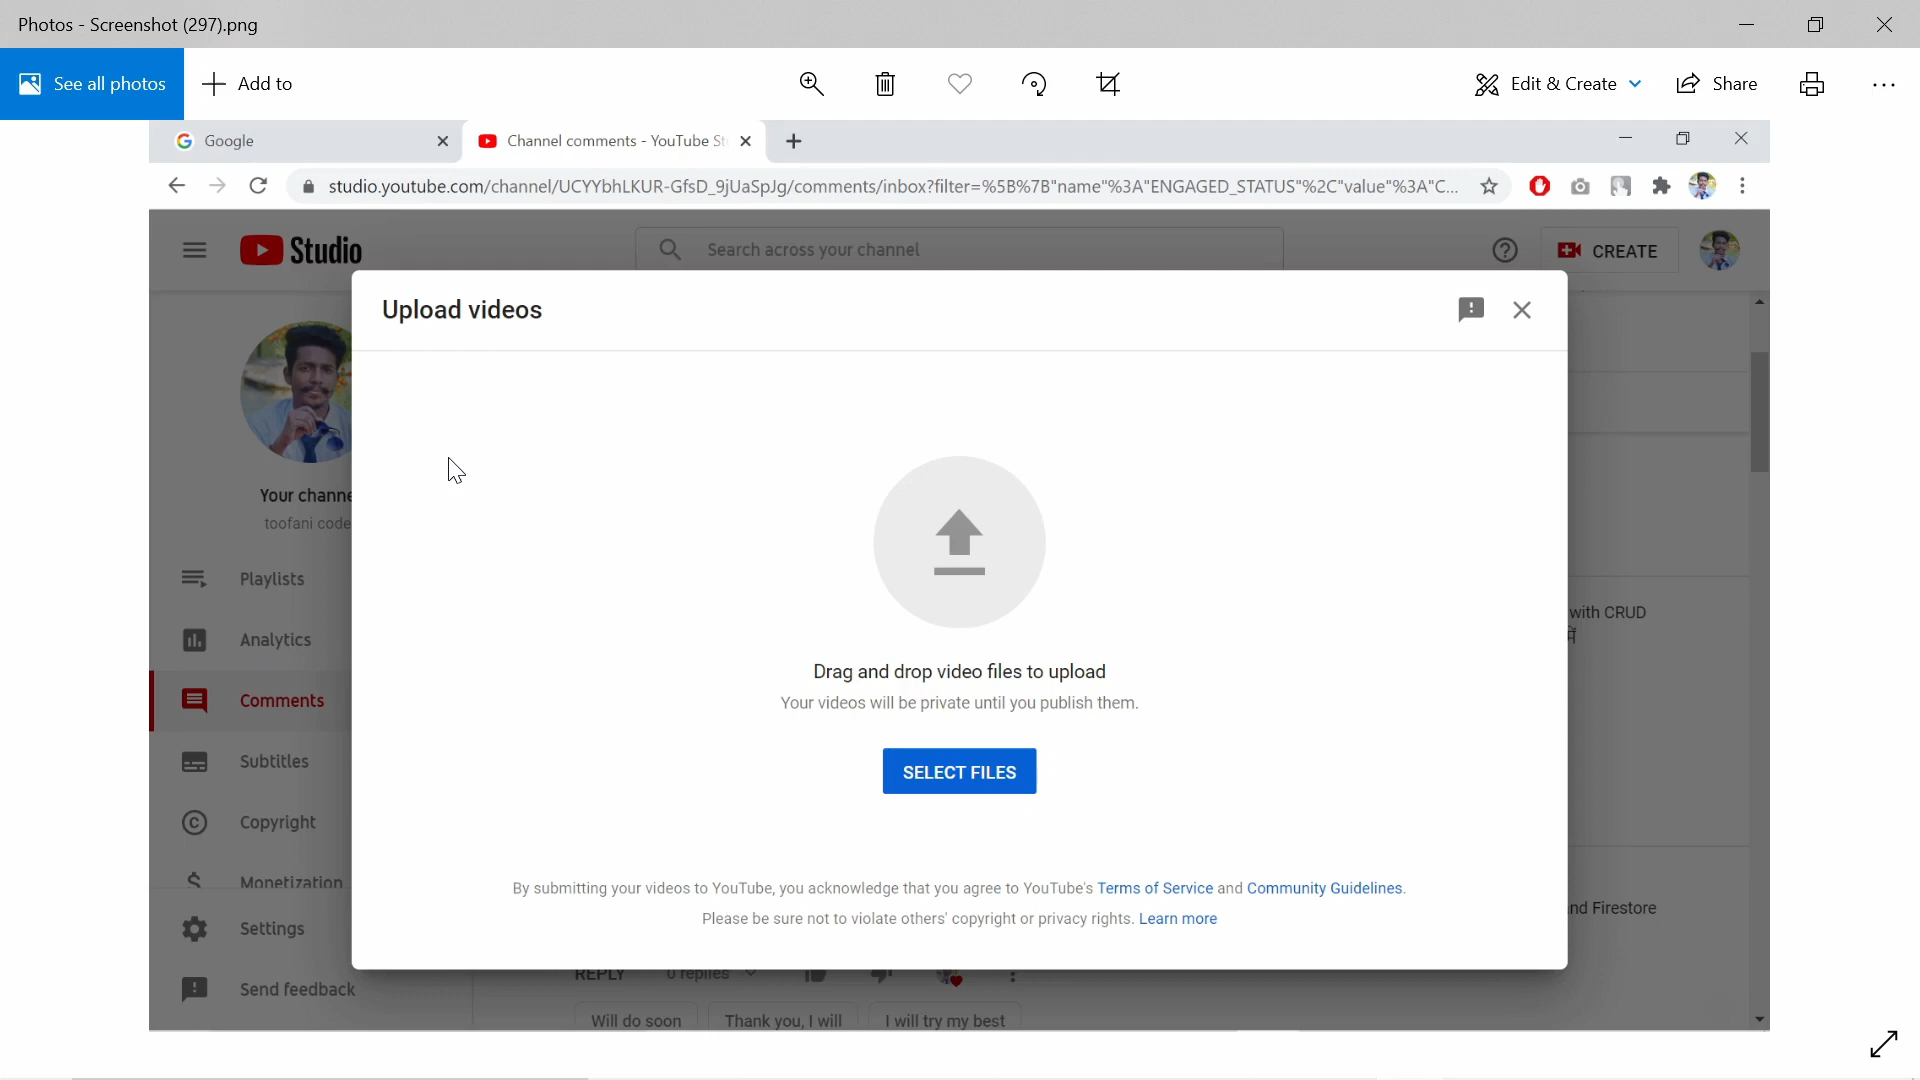 Photos - Screenshot (297).png
See all photos
Add to
Edit & Create
Share
Google
Channel comments - YouTube St
studio.youtube.com/channel/UCYYbhLKUR-GfsD_9jUaSpJg/comments/inbox?filter=%5B%7B"name"%3A"ENGAGED_STATUS"%2C"value"%3A"C...
Studio
Search across your channel
CREATE
Upload videos
Your channe
toofani code
Playlists
Analytics
Comments
Subtitles
Copyright
Monetization
Settings
Send feedback
Drag and drop video files to upload
Your videos will be private until you publish them.
SELECT FILES
By submitting your videos to YouTube, you acknowledge that you agree to YouTube's Terms of Service and Community Guidelines.
Please be sure not to violate others' copyright or privacy rights. Learn more
with CRUD
nd Firestore
REPLY
0 replies
Will do soon
Thank you, I will
I will try my best